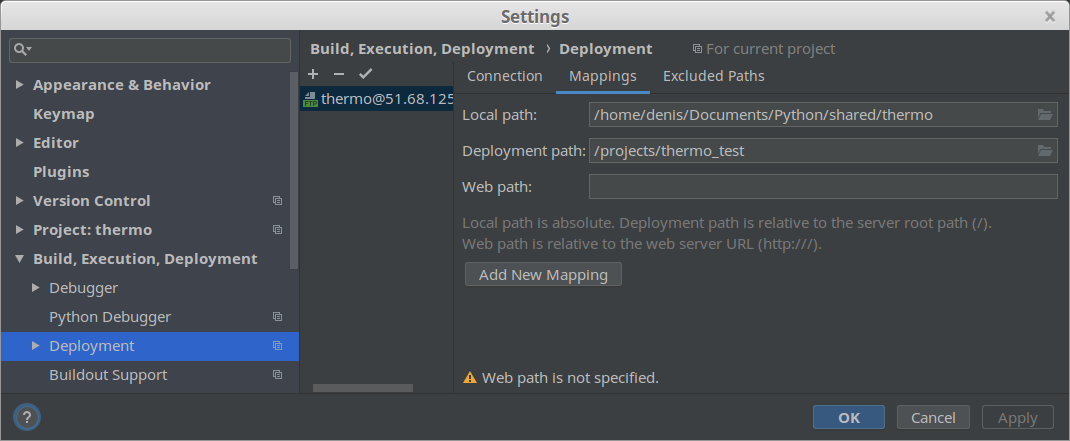 Settings
Build, Execution, Deployment › Deployment For current project
Appearance & Behavior
Keymap
Editor
Plugins
Version Control
Project: thermo
Build, Execution, Deployment
Debugger
Python Debugger
Deployment
Buildout Support
FTP thermo@51.68.125
Connection Mappings Excluded Paths
Local path: /home/denis/Documents/Python/shared/thermo
Deployment path: /projects/thermo_test
Web path:
Local path is absolute. Deployment path is relative to the server root path (/).
Web path is relative to the web server URL (http:///).
Add New Mapping
Web path is not specified.
? OK Cancel Apply